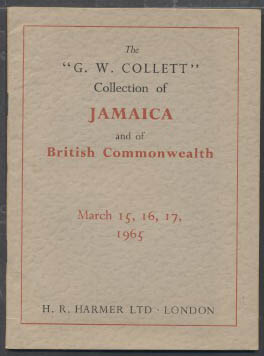 The
"G. W. COLLETT"
Collection of
JAMAICA
and of
British Commonwealth
March 15, 16, 17,
1965
H. R. HARMER LTD · LONDON